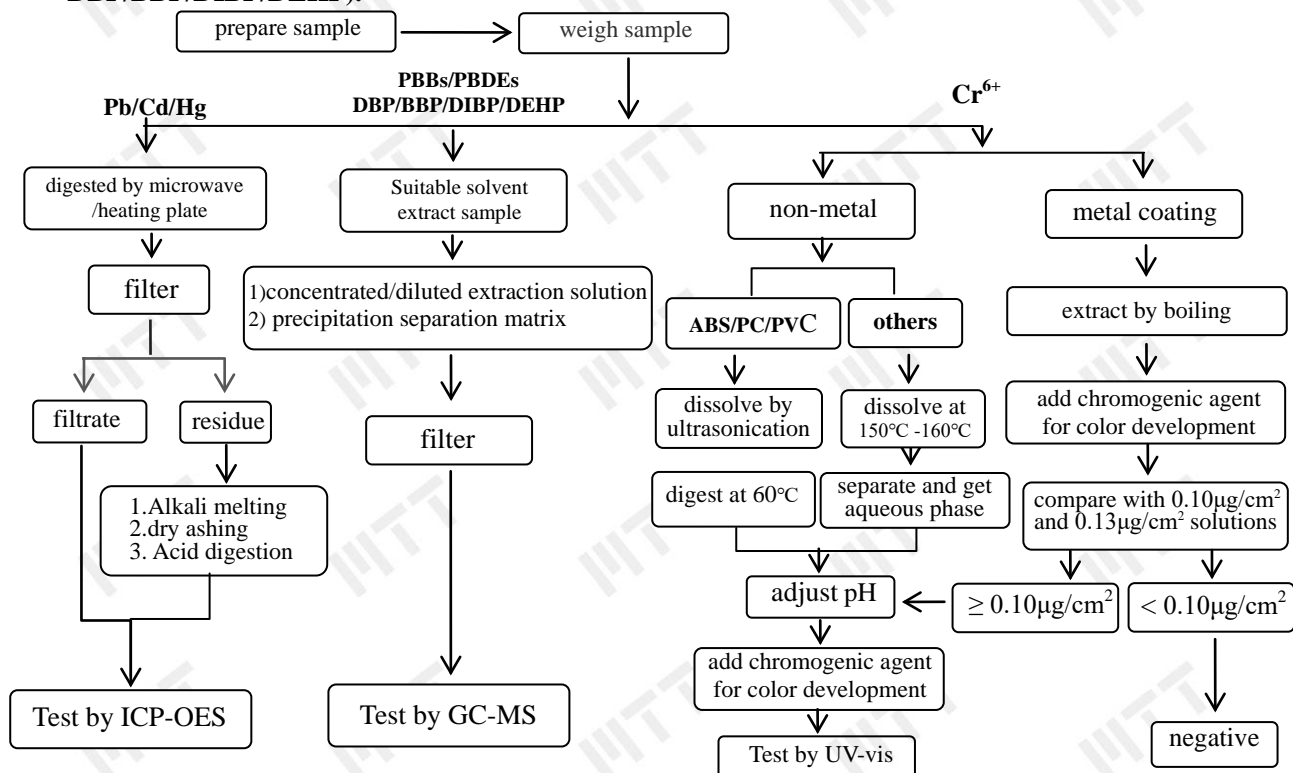 prepare sample
weigh sample
PBBs/PBDEs
DBP/BBP/DIBP/DEHP
Pb/Cd/Hg
Cr⁶⁺
digested by microwave
/heating plate
Suitable solvent
extract sample
non-metal
metal coating
filter
1)concentrated/diluted extraction solution
2) precipitation separation matrix
ABS/PC/PVC
others
extract by boiling
filtrate
residue
filter
dissolve by
ultrasonication
dissolve at
150℃ -160℃
add chromogenic agent
for color development
1.Alkali melting
2.dry ashing
3. Acid digestion
digest at 60℃
separate and get
aqueous phase
compare with 0.10μg/cm²
and 0.13μg/cm² solutions
adjust pH
≥ 0.10μg/cm²
< 0.10μg/cm²
add chromogenic agent
for color development
Test by ICP-OES
Test by GC-MS
Test by UV-vis
negative
MTT